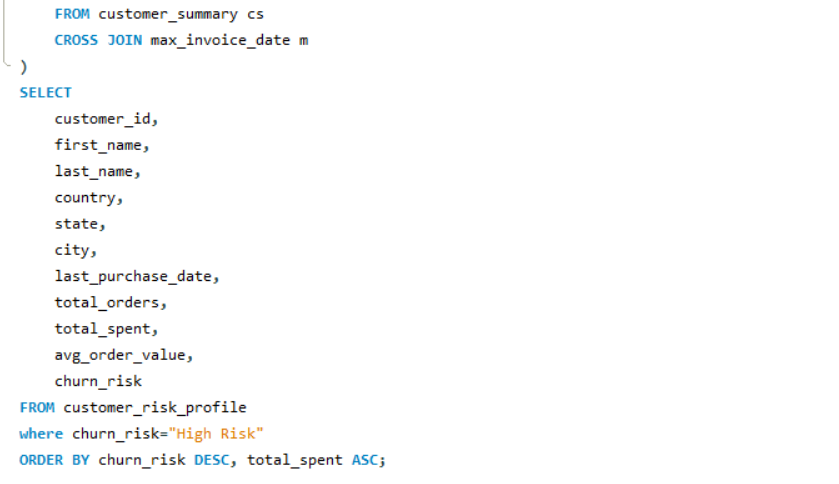 FROM customer_summary cs
CROSS JOIN max_invoice_date m
)
SELECT
customer_id,
first_name,
last_name,
country,
state,
city,
last_purchase_date,
total_orders,
total_spent,
avg_order_value,
churn_risk
FROM customer_risk_profile
where churn_risk="High Risk"
ORDER BY churn_risk DESC, total_spent ASC;